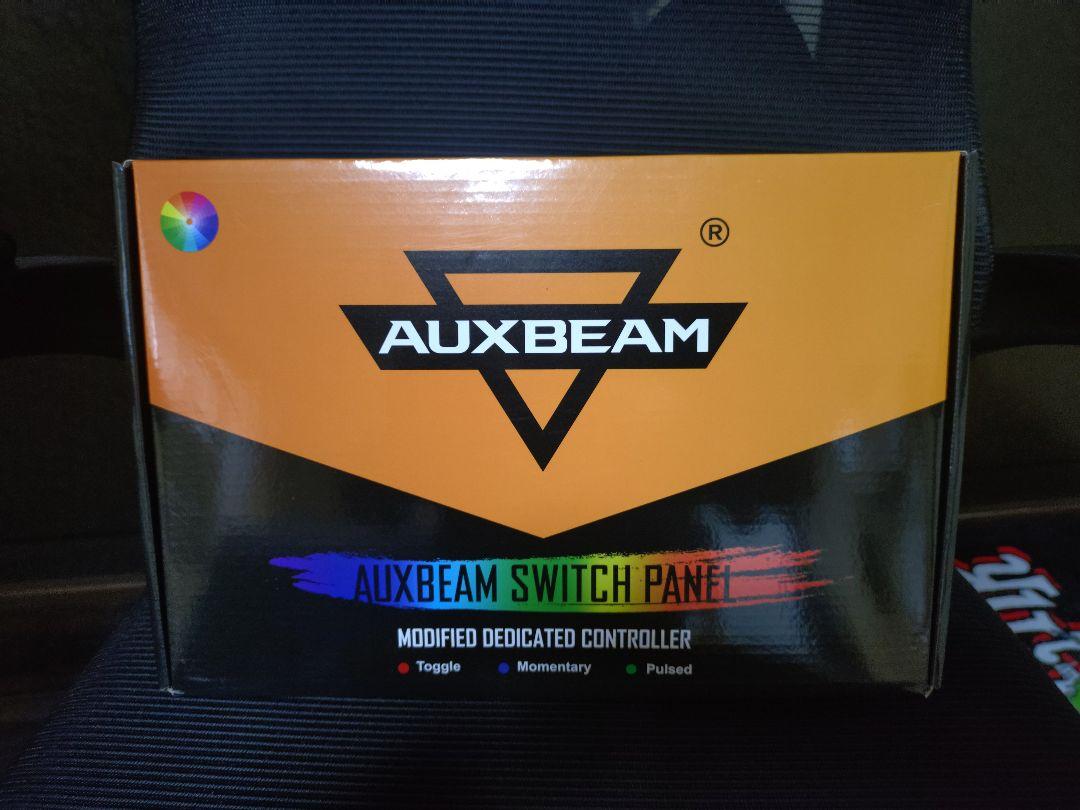 ®
AUXBEAM
AUXBEAM SWITCH PANEL
MODIFIED DEDICATED CONTROLLER
Toggle Momentary Pulsed